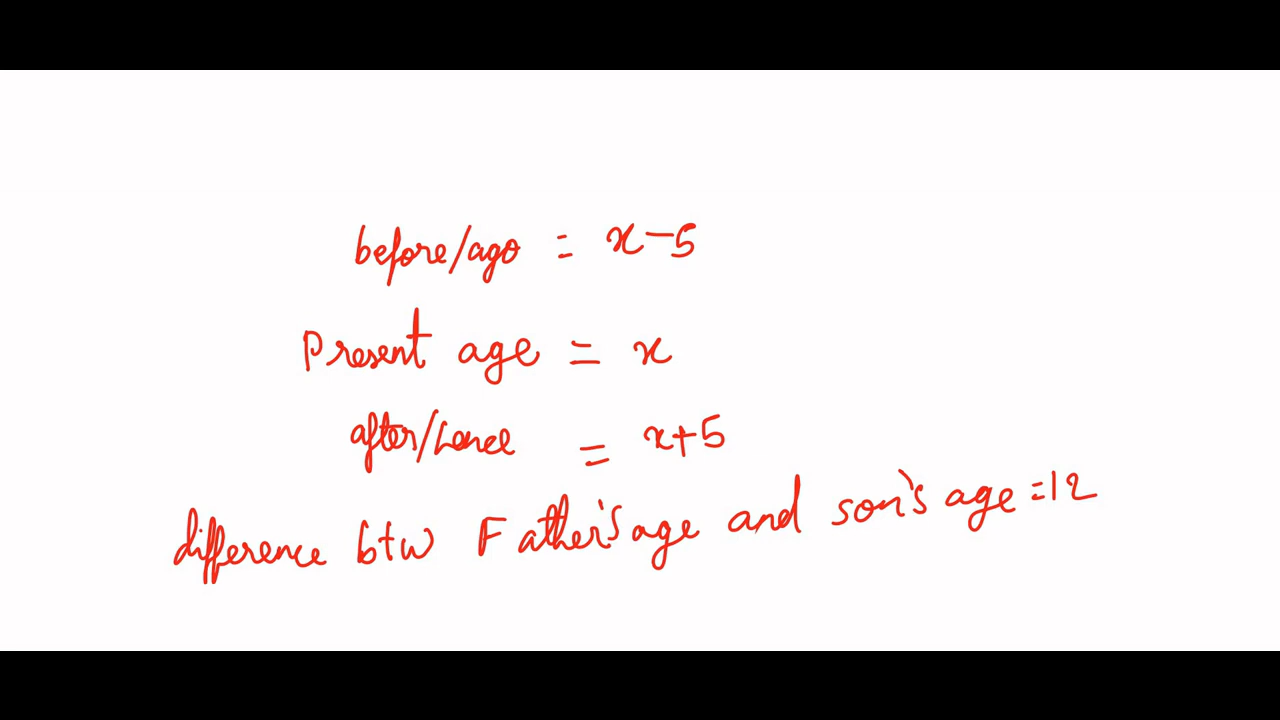 before/ago = x-5
Present age = x
after/hence = x+5
difference btw Father's age and son's age =12